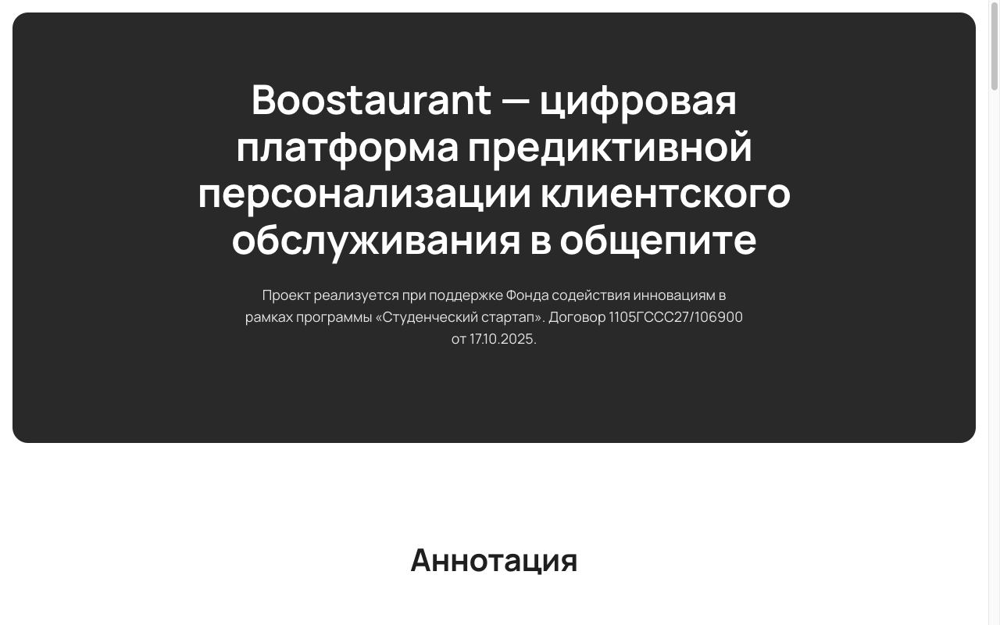 Boostaurant — цифровая
платформа предиктивной
персонализации клиентского
обслуживания в общепите
Проект реализуется при поддержке Фонда содействия инновациям в
рамках программы «Студенческий стартап». Договор 1105ГССС27/106900
от 17.10.2025.
Аннотация